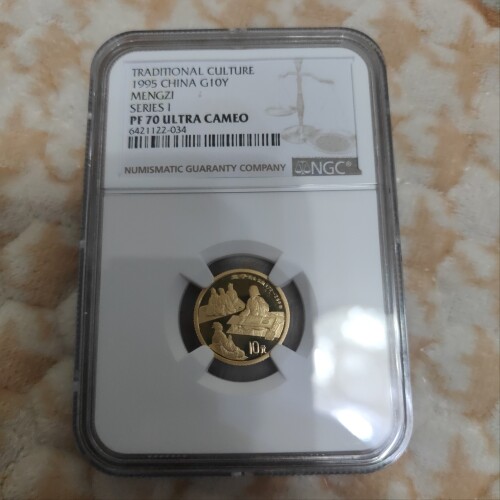 TRADITIONAL CULTURE
1995 CHINA G10Y
MENGZI
SERIES I
PF 70 ULTRA CAMEO
6421122-034
NUMISMATIC GUARANTY COMPANY
NGC®
10元